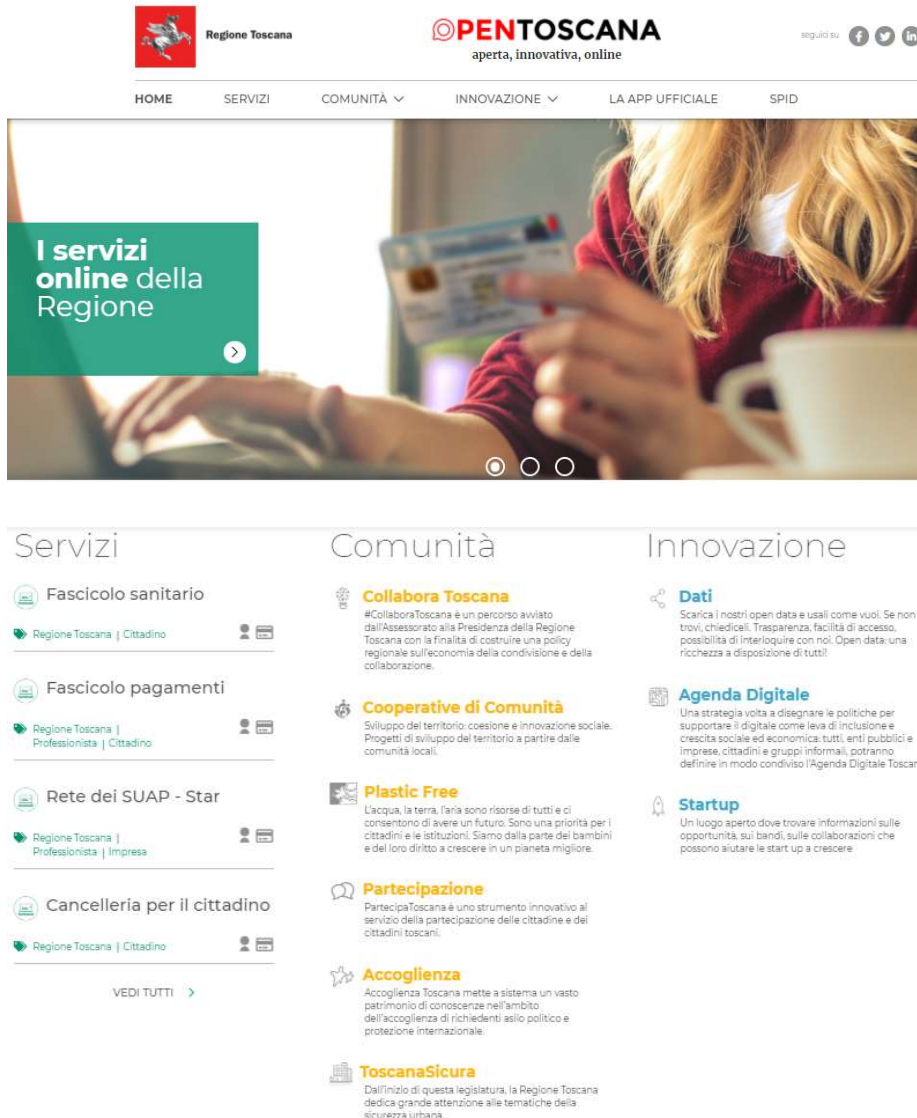 Regione Toscana
OPENTOSCANA
aperta, innovativa, online
seguici su
HOME SERVIZI COMUNITÀ INNOVAZIONE LA APP UFFICIALE SPID
I servizi
online della
Regione
Servizi
Fascicolo sanitario
Regione Toscana | Cittadino
Fascicolo pagamenti
Regione Toscana |
Professionista | Cittadino
Rete dei SUAP - Star
Regione Toscana |
Professionista | Impresa
Cancelleria per il cittadino
Regione Toscana | Cittadino
VEDI TUTTI
Comunità
Collabora Toscana
#CollaboraToscana è un percorso avviato
dall'Assessorato alla Presidenza della Regione
Toscana con la finalità di costruire una policy
regionale sull'economia della condivisione e della
collaborazione.
Cooperative di Comunità
Sviluppo del territorio: coesione e innovazione sociale.
Progetti di sviluppo del territorio a partire dalle
comunità locali.
Plastic Free
L'acqua, la terra, l'aria sono risorse di tutti e ci
consentono di avere un futuro. Sono una priorità per i
cittadini e le istituzioni. Siamo dalla parte dei bambini
e del loro diritto a crescere in un pianeta migliore.
Partecipazione
PartecipaToscana è uno strumento innovativo al
servizio della partecipazione delle cittadine e dei
cittadini toscani.
Accoglienza
Accoglienza Toscana mette a sistema un vasto
patrimonio di conoscenze nell'ambito
dell'accoglienza di richiedenti asilo politico e
protezione internazionale.
ToscanaSicura
Dall'inizio di questa legislatura, la Regione Toscana
dedica grande attenzione alle tematiche della
sicurezza urbana.
Innovazione
Dati
Scarica i nostri open data e usali come vuoi. Se non
trovi, chiediceli. Trasparenza, facilità di accesso,
possibilità di interloquire con noi. Open data: una
ricchezza a disposizione di tutti!
Agenda Digitale
Una strategia volta a disegnare le politiche per
supportare il digitale come leva di inclusione e
crescita sociale ed economica: tutti, enti pubblici e
imprese, cittadini e gruppi informali, potranno
definire in modo condiviso l'Agenda Digitale Toscan
Startup
Un luogo aperto dove trovare informazioni sulle
opportunità, sui bandi, sulle collaborazioni che
possono aiutare le start up a crescere